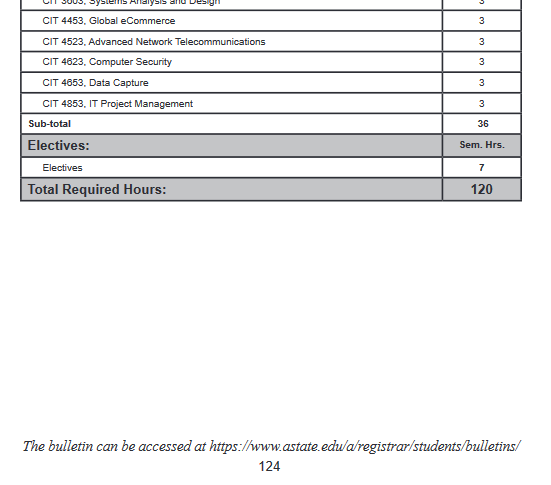 CIT 3603, Systems Analysis and Design 3
CIT 4453, Global eCommerce 3
CIT 4523, Advanced Network Telecommunications 3
CIT 4623, Computer Security 3
CIT 4653, Data Capture 3
CIT 4853, IT Project Management 3
Sub-total 36
Electives: Sem. Hrs.
Electives 7
Total Required Hours: 120
The bulletin can be accessed at https://www.astate.edu/a/registrar/students/bulletins/
124